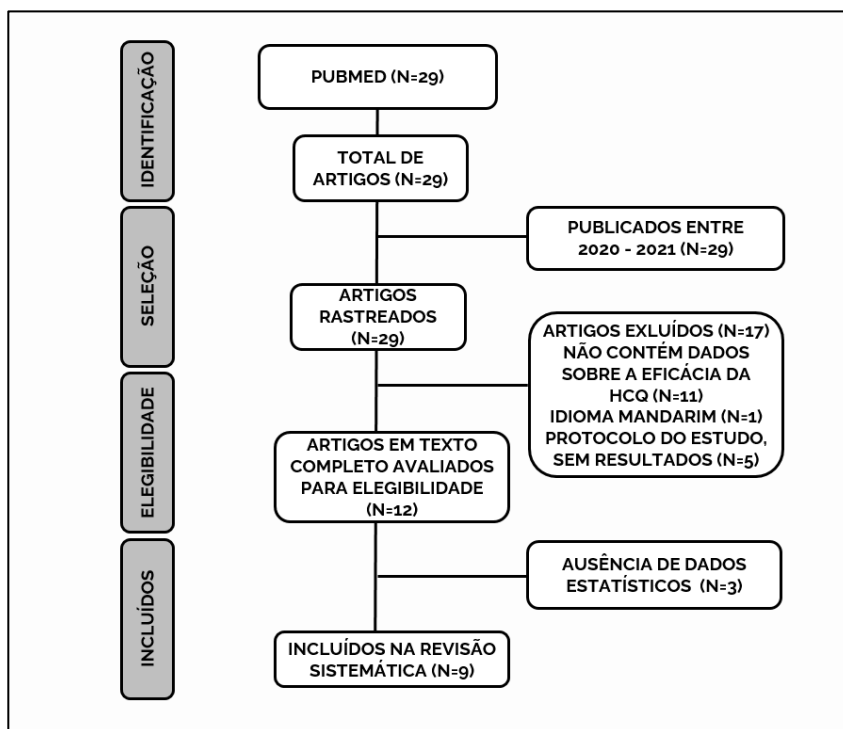 IDENTIFICAÇÃO
PUBMED (N=29)
TOTAL DE
ARTIGOS (N=29)
SELEÇÃO
PUBLICADOS ENTRE
2020 - 2021 (N=29)
ARTIGOS
RASTREADOS
(N=29)
ARTIGOS EXLUÍDOS (N=17)
NÃO CONTÉM DADOS
SOBRE A EFICÁCIA DA
HCQ (N=11)
IDIOMA MANDARIM (N=1)
PROTOCOLO DO ESTUDO,
SEM RESULTADOS (N=5)
ELEGIBILIDADE
ARTIGOS EM TEXTO
COMPLETO AVALIADOS
PARA ELEGIBILIDADE
(N=12)
INCLUÍDOS
AUSÊNCIA DE DADOS
ESTATÍSTICOS (N=3)
INCLUÍDOS NA REVISÃO
SISTEMÁTICA (N=9)